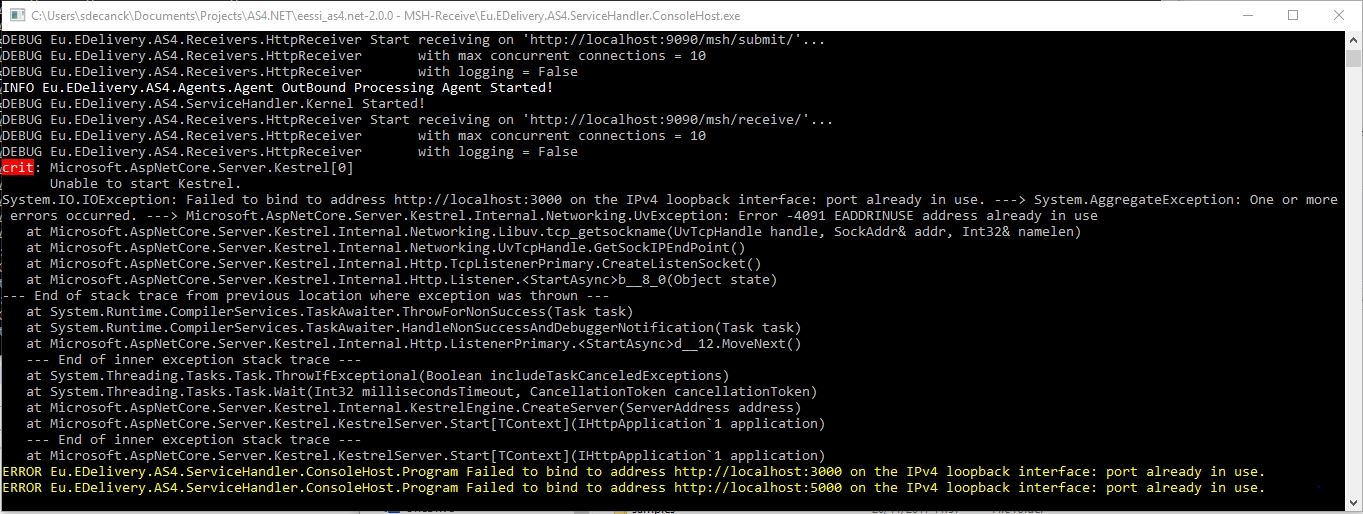 C:\Users\sdecanck\Documents\Projects\AS4.NET\eessi_as4.net-2.0.0 - MSH-Receive\Eu.EDelivery.AS4.ServiceHandler.ConsoleHost.exe
DEBUG Eu.EDelivery.AS4.Receivers.HttpReceiver Start receiving on 'http://localhost:9090/msh/submit/'...
DEBUG Eu.EDelivery.AS4.Receivers.HttpReceiver       with max concurrent connections = 10
DEBUG Eu.EDelivery.AS4.Receivers.HttpReceiver       with logging = False
INFO Eu.EDelivery.AS4.Agents.Agent OutBound Processing Agent Started!
DEBUG Eu.EDelivery.AS4.ServiceHandler.Kernel Started!
DEBUG Eu.EDelivery.AS4.Receivers.HttpReceiver Start receiving on 'http://localhost:9090/msh/receive/'...
DEBUG Eu.EDelivery.AS4.Receivers.HttpReceiver       with max concurrent connections = 10
DEBUG Eu.EDelivery.AS4.Receivers.HttpReceiver       with logging = False
crit: Microsoft.AspNetCore.Server.Kestrel[0]
      Unable to start Kestrel.
System.IO.IOException: Failed to bind to address http://localhost:3000 on the IPv4 loopback interface: port already in use. ---> System.AggregateException: One or more
 errors occurred. ---> Microsoft.AspNetCore.Server.Kestrel.Internal.Networking.UvException: Error -4091 EADDRINUSE address already in use
   at Microsoft.AspNetCore.Server.Kestrel.Internal.Networking.Libuv.tcp_getsockname(UvTcpHandle handle, SockAddr& addr, Int32& namelen)
   at Microsoft.AspNetCore.Server.Kestrel.Internal.Networking.UvTcpHandle.GetSockIPEndPoint()
   at Microsoft.AspNetCore.Server.Kestrel.Internal.Http.TcpListenerPrimary.CreateListenSocket()
   at Microsoft.AspNetCore.Server.Kestrel.Internal.Http.Listener.<StartAsync>b__8_0(Object state)
--- End of stack trace from previous location where exception was thrown ---
   at System.Runtime.CompilerServices.TaskAwaiter.ThrowForNonSuccess(Task task)
   at System.Runtime.CompilerServices.TaskAwaiter.HandleNonSuccessAndDebuggerNotification(Task task)
   at Microsoft.AspNetCore.Server.Kestrel.Internal.Http.ListenerPrimary.<StartAsync>d__12.MoveNext()
   --- End of inner exception stack trace ---
   at System.Threading.Tasks.Task.ThrowIfExceptional(Boolean includeTaskCanceledExceptions)
   at System.Threading.Tasks.Task.Wait(Int32 millisecondsTimeout, CancellationToken cancellationToken)
   at Microsoft.AspNetCore.Server.Kestrel.Internal.KestrelEngine.CreateServer(ServerAddress address)
   at Microsoft.AspNetCore.Server.Kestrel.KestrelServer.Start[TContext](IHttpApplication`1 application)
   --- End of inner exception stack trace ---
   at Microsoft.AspNetCore.Server.Kestrel.KestrelServer.Start[TContext](IHttpApplication`1 application)
ERROR Eu.EDelivery.AS4.ServiceHandler.ConsoleHost.Program Failed to bind to address http://localhost:3000 on the IPv4 loopback interface: port already in use.
ERROR Eu.EDelivery.AS4.ServiceHandler.ConsoleHost.Program Failed to bind to address http://localhost:5000 on the IPv4 loopback interface: port already in use.